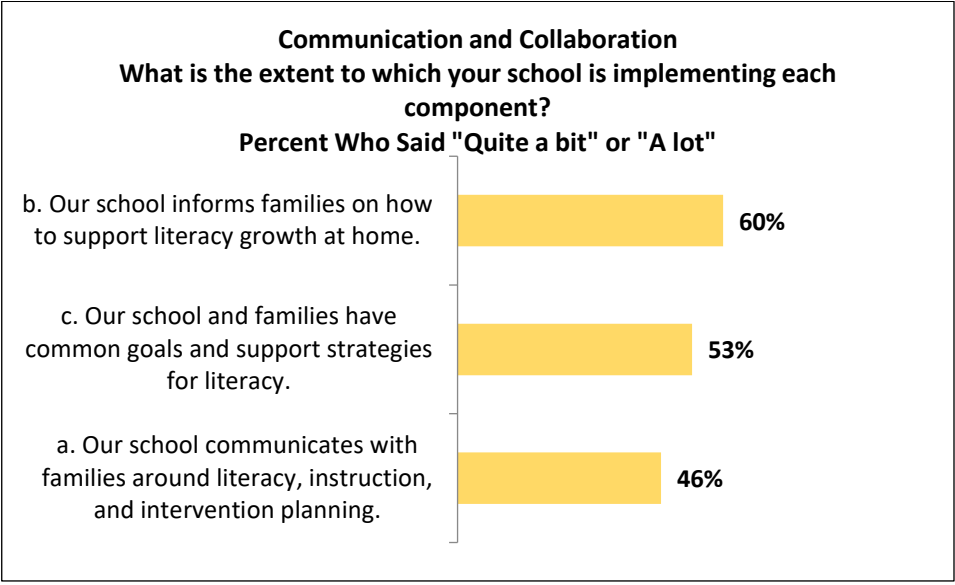 Communication and Collaboration
What is the extent to which your school is implementing each
component?
Percent Who Said "Quite a bit" or "A lot"
b. Our school informs families on how
to support literacy growth at home.
60%
c. Our school and families have
common goals and support strategies
for literacy.
53%
a. Our school communicates with
families around literacy, instruction,
and intervention planning.
46%